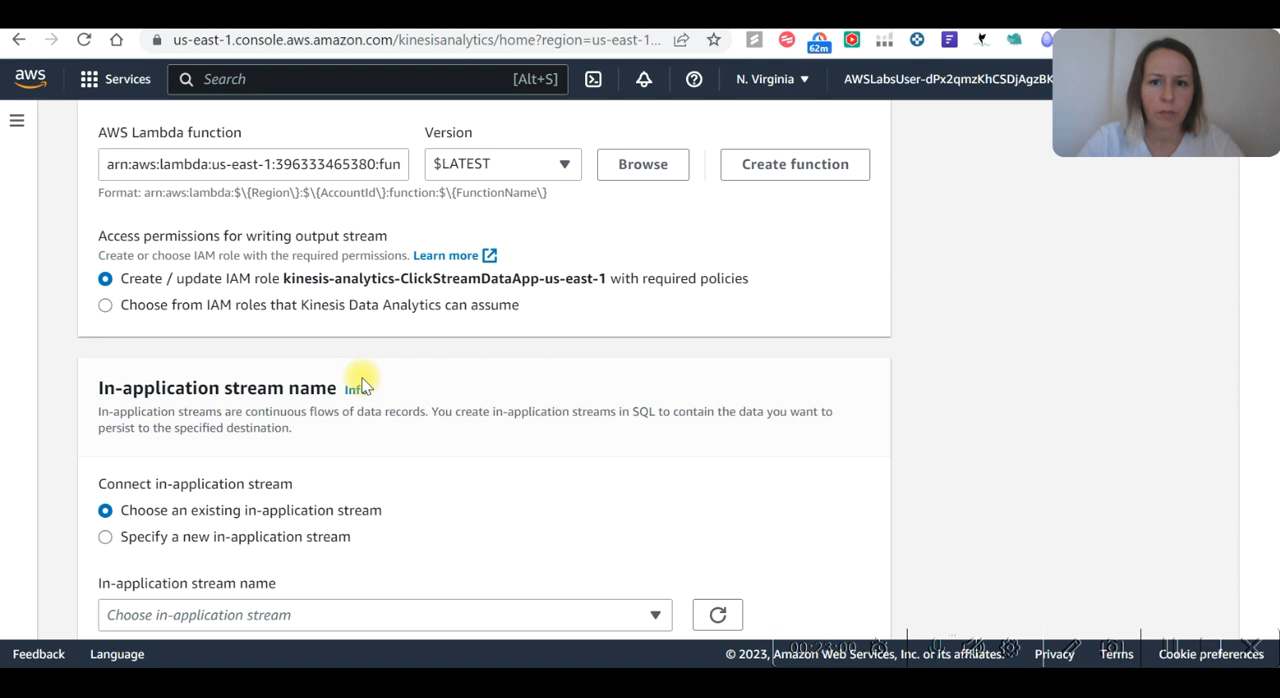 us-east-1.console.aws.amazon.com/kinesisanalytics/home?region=us-east-1...
62m
aws
Services
Search
[Alt+S]
N. Virginia
AWSLabsUser-dPx2qmzKhCSDjAgzBK
AWS Lambda function
Version
arn:aws:lambda:us-east-1:396333465380:fun
$LATEST
Browse
Create function
Format: arn:aws:lambda:$\{Region\}:$\{AccountId\}:function:$\{FunctionName\}
Access permissions for writing output stream
Create or choose IAM role with the required permissions. Learn more
Create / update IAM role kinesis-analytics-ClickStreamDataApp-us-east-1 with required policies
Choose from IAM roles that Kinesis Data Analytics can assume
In-application stream name Info
In-application streams are continuous flows of data records. You create in-application streams in SQL to contain the data you want to
persist to the specified destination.
Connect in-application stream
Choose an existing in-application stream
Specify a new in-application stream
In-application stream name
Choose in-application stream
Feedback
Language
00:23:00
© 2023, Amazon Web Services, Inc. or its affiliates.
Privacy
Terms
Cookie preferences